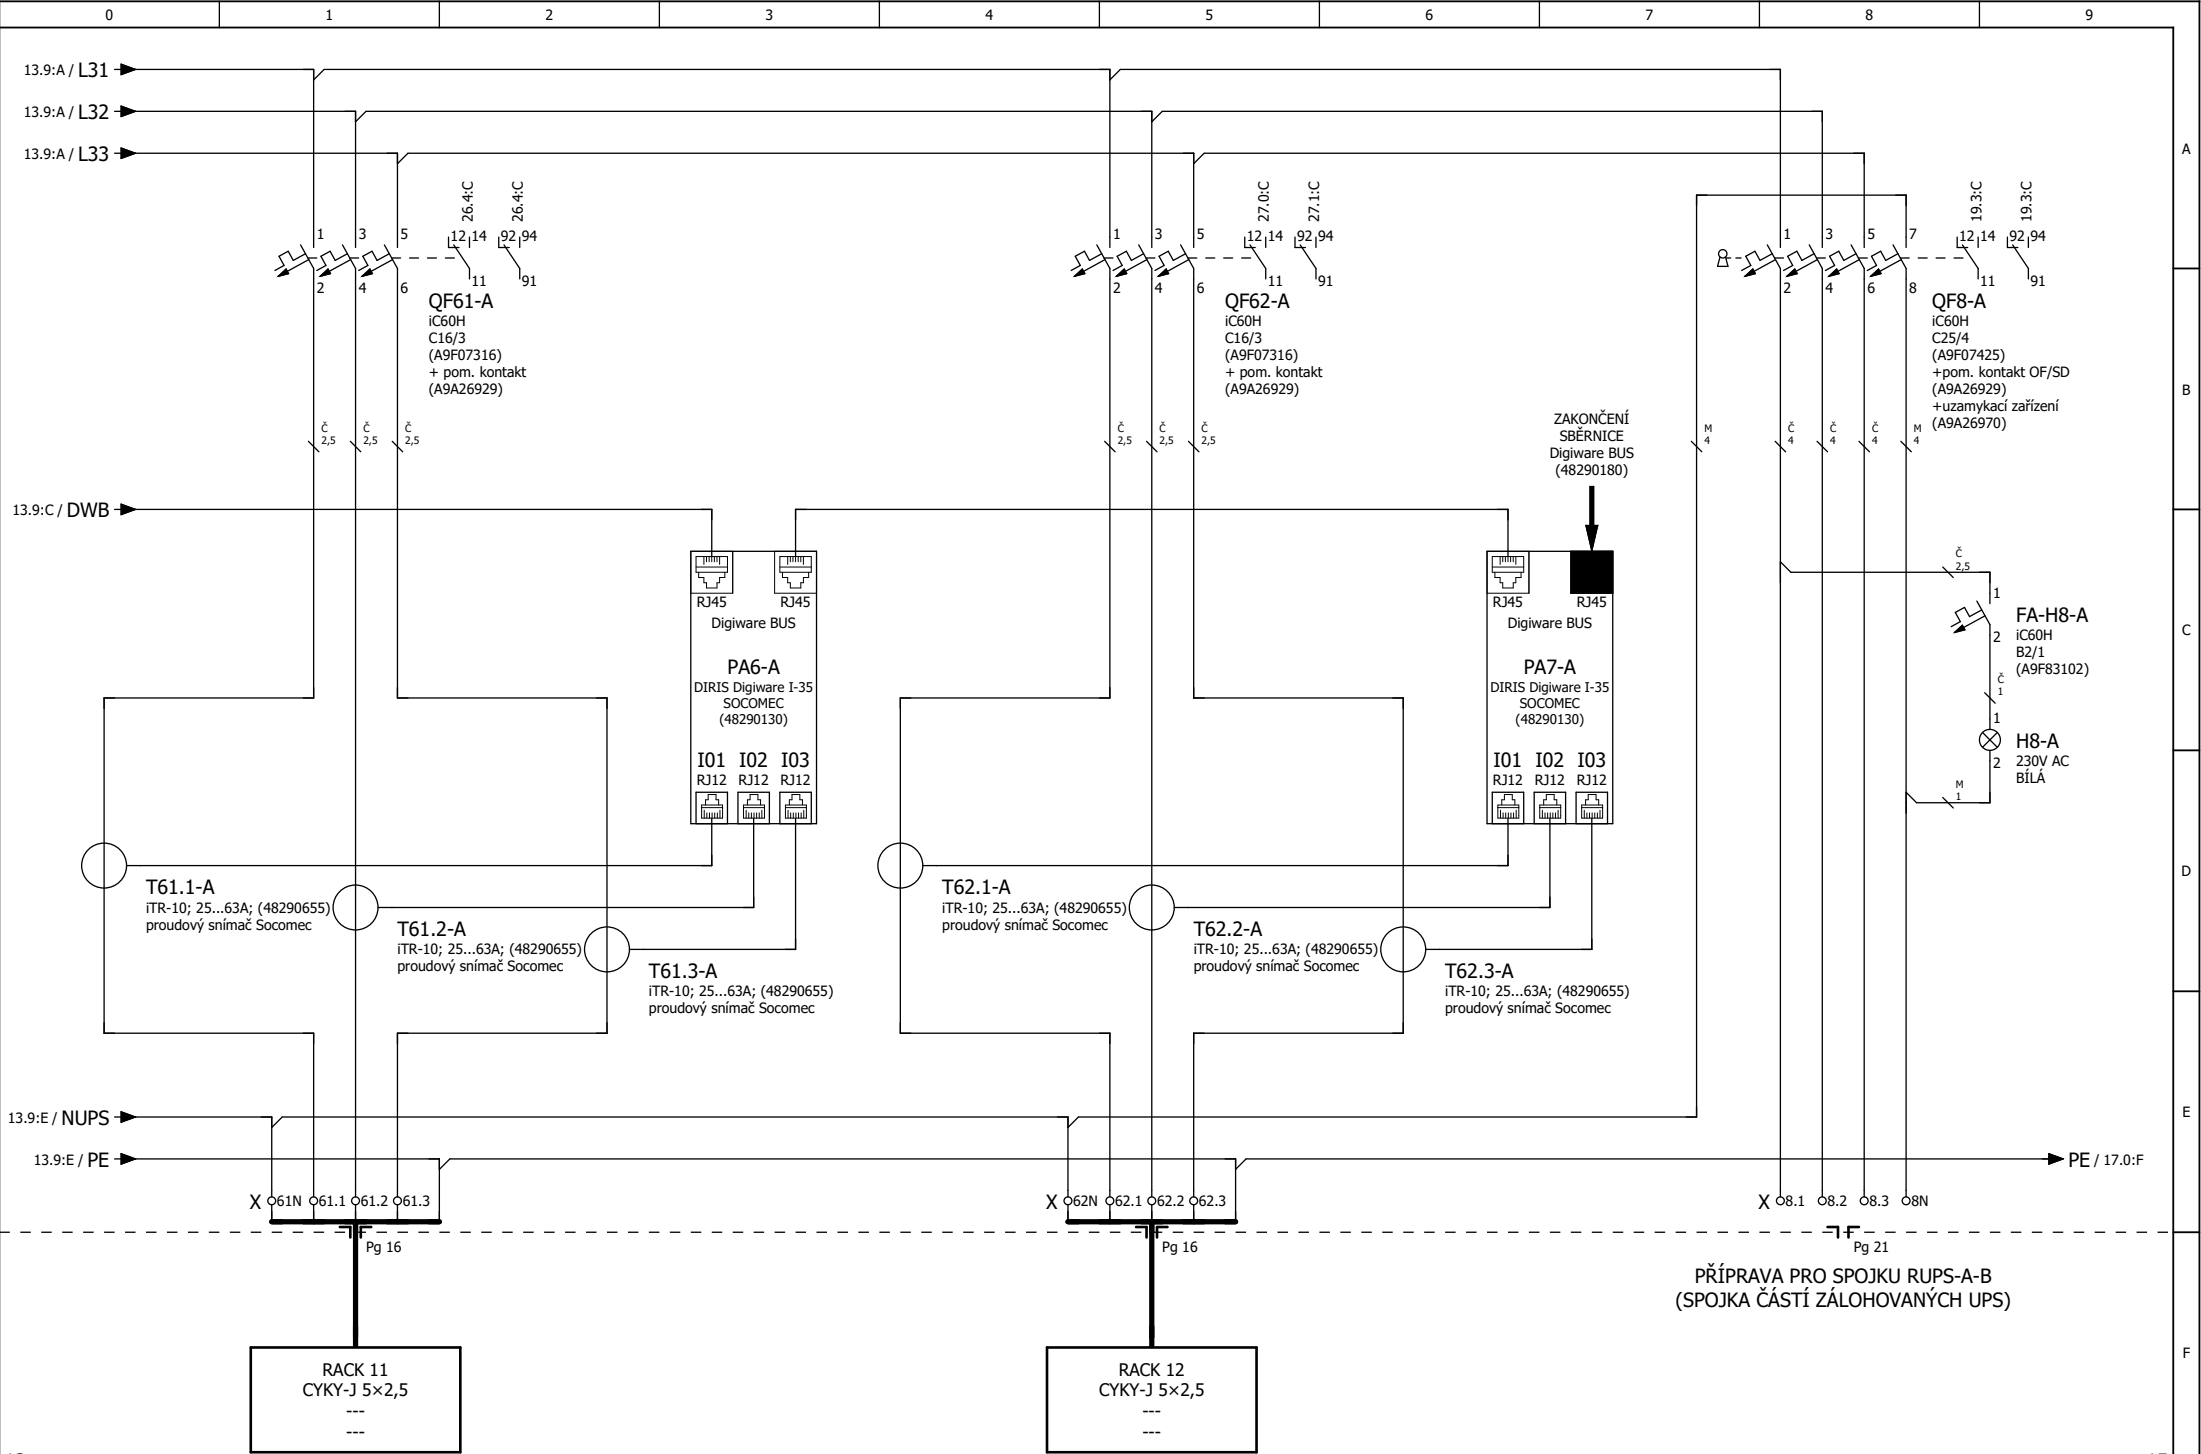 0 1 2 3 4 5 6 7 8 9
13.9:A / L31
13.9:A / L32
13.9:A / L33
A
26.4:C 26.4:C 27.0:C 27.1:C 19.3:C 19.3:C
1 3 5 12 14 92 94 1 3 5 12 14 92 94 1 3 5 7 12 14 92 94
2 4 6 11 91 2 4 6 11 91 2 4 6 8 11 91
QF61-A
iC60H
C16/3
(A9F07316)
+ pom. kontakt
(A9A26929)
QF62-A
iC60H
C16/3
(A9F07316)
+ pom. kontakt
(A9A26929)
QF8-A
iC60H
C25/4
(A9F07425)
+pom. kontakt OF/SD
(A9A26929)
+uzamykací zařízení
(A9A26970)
B
Č Č Č Č Č Č M Č Č Č M
2,5 2,5 2,5 2,5 2,5 2,5 4 4 4 4 4
ZAKONČENÍ
SBĚRNICE
Digiware BUS
(48290180)
13.9:C / DWB
RJ45 RJ45
Digiware BUS
PA6-A
DIRIS Digiware I-35
SOCOMEC
(48290130)
I01 I02 I03
RJ12 RJ12 RJ12
RJ45 RJ45
Digiware BUS
PA7-A
DIRIS Digiware I-35
SOCOMEC
(48290130)
I01 I02 I03
RJ12 RJ12 RJ12
Č
2,5
1
2
FA-H8-A
iC60H
B2/1
(A9F83102)
C
Č
1
1
2
H8-A
230V AC
BÍLÁ
M
1
T61.1-A
iTR-10; 25...63A; (48290655)
proudový snímač Socomec
T61.2-A
iTR-10; 25...63A; (48290655)
proudový snímač Socomec
T61.3-A
iTR-10; 25...63A; (48290655)
proudový snímač Socomec
T62.1-A
iTR-10; 25...63A; (48290655)
proudový snímač Socomec
T62.2-A
iTR-10; 25...63A; (48290655)
proudový snímač Socomec
T62.3-A
iTR-10; 25...63A; (48290655)
proudový snímač Socomec
D
13.9:E / NUPS
E
13.9:E / PE
PE / 17.0:F
X 61N 61.1 61.2 61.3 X 62N 62.1 62.2 62.3 X 8.1 8.2 8.3 8N
Pg 16 Pg 16 Pg 21
PŘÍPRAVA PRO SPOJKU RUPS-A-B
(SPOJKA ČÁSTÍ ZÁLOHOVANÝCH UPS)
RACK 11
CYKY-J 5×2,5
---
---
RACK 12
CYKY-J 5×2,5
---
---
F